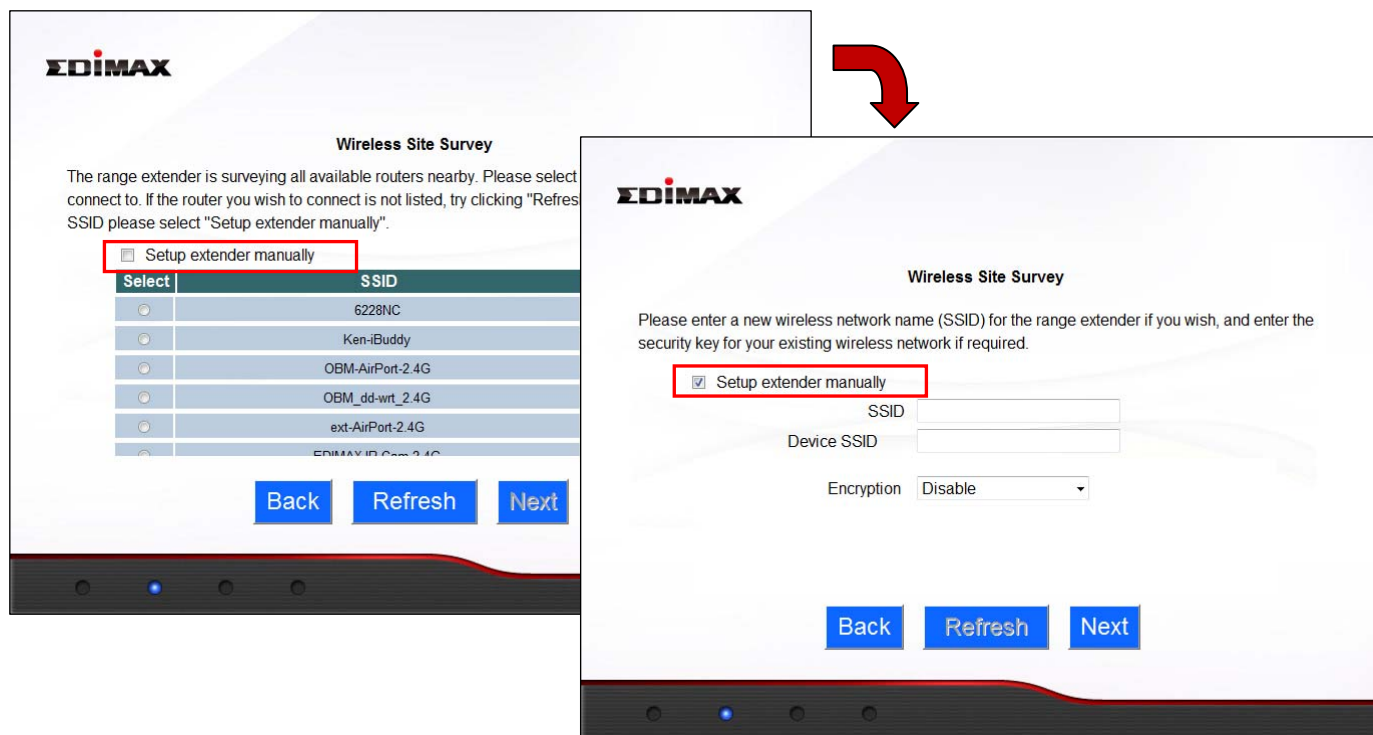 EDIMAX
Wireless Site Survey
The range extender is surveying all available routers nearby. Please select
connect to. If the router you wish to connect is not listed, try clicking "Refres
SSID please select "Setup extender manually".
Setup extender manually
Select SSID
6228NC
Ken-iBuddy
OBM-AirPort-2.4G
OBM_dd-wrt_2.4G
ext-AirPort-2.4G
EDIMAX IP Cam 2.4G
Back Refresh Next
EDIMAX
Wireless Site Survey
Please enter a new wireless network name (SSID) for the range extender if you wish, and enter the
security key for your existing wireless network if required.
Setup extender manually
SSID
Device SSID
Encryption Disable
Back Refresh Next